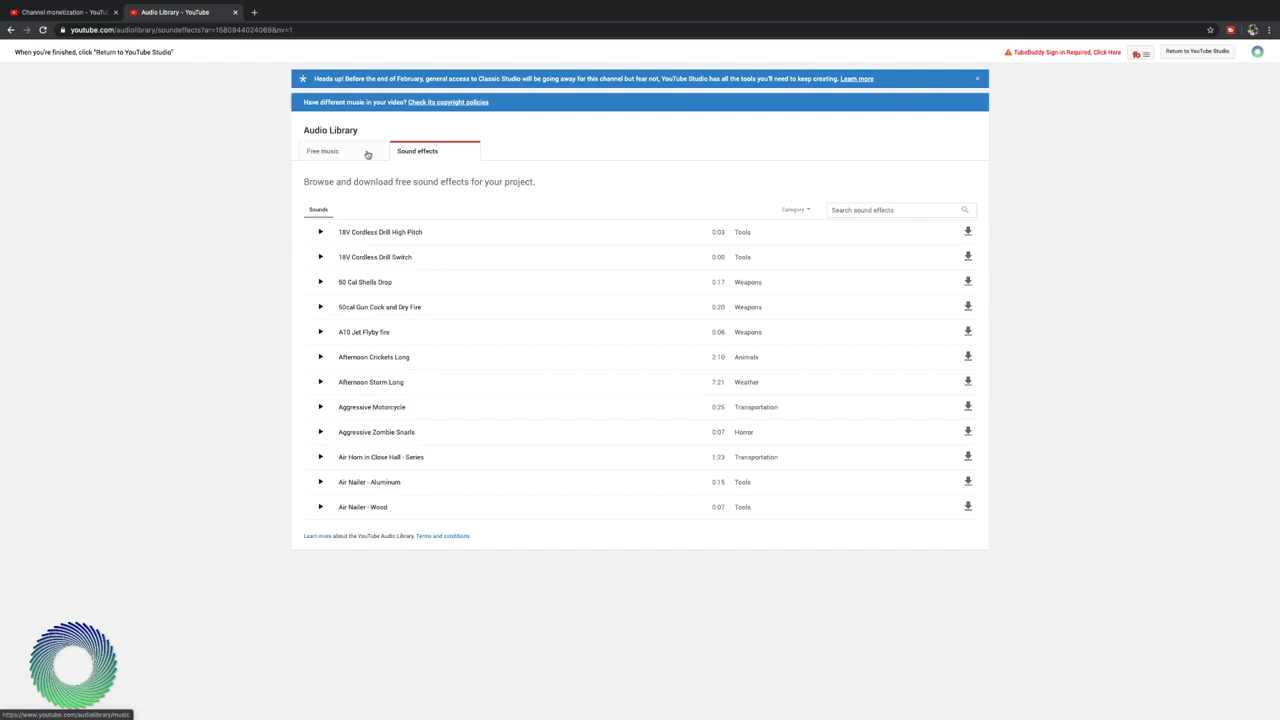 Channel monetization - YouTu
Audio Library - YouTube
youtube.com/audiolibrary/soundeffects?ar=1580944024069&nv=1
When you're finished, click "Return to YouTube Studio"
TubeBuddy Sign-in Required, Click Here
Return to YouTube Studio
Heads up! Before the end of February, general access to Classic Studio will be going away for this channel but fear not, YouTube Studio has all the tools you'll need to keep creating. Learn more
Have different music in your video? Check its copyright policies
Audio Library
Free music Sound effects
Browse and download free sound effects for your project.
Sounds Category Search sound effects
18V Cordless Drill High Pitch 0:03 Tools
18V Cordless Drill Switch 0:00 Tools
50 Cal Shells Drop 0:17 Weapons
50cal Gun Cock and Dry Fire 0:20 Weapons
A10 Jet Flyby fire 0:06 Weapons
Afternoon Crickets Long 2:10 Animals
Afternoon Storm Long 7:21 Weather
Aggressive Motorcycle 0:25 Transportation
Aggressive Zombie Snarls 0:07 Horror
Air Horn in Close Hall - Series 1:23 Transportation
Air Nailer - Aluminum 0:15 Tools
Air Nailer - Wood 0:07 Tools
Learn more about the YouTube Audio Library. Terms and conditions
https://www.youtube.com/audiolibrary/music